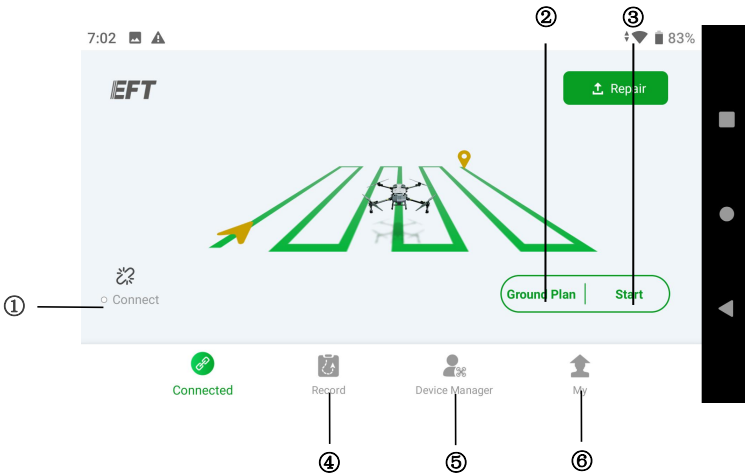 ② ③
7:02 83%
EFT
Repair
① Connect
Ground Plan Start
Connected Record Device Manager My
④ ⑤ ⑥